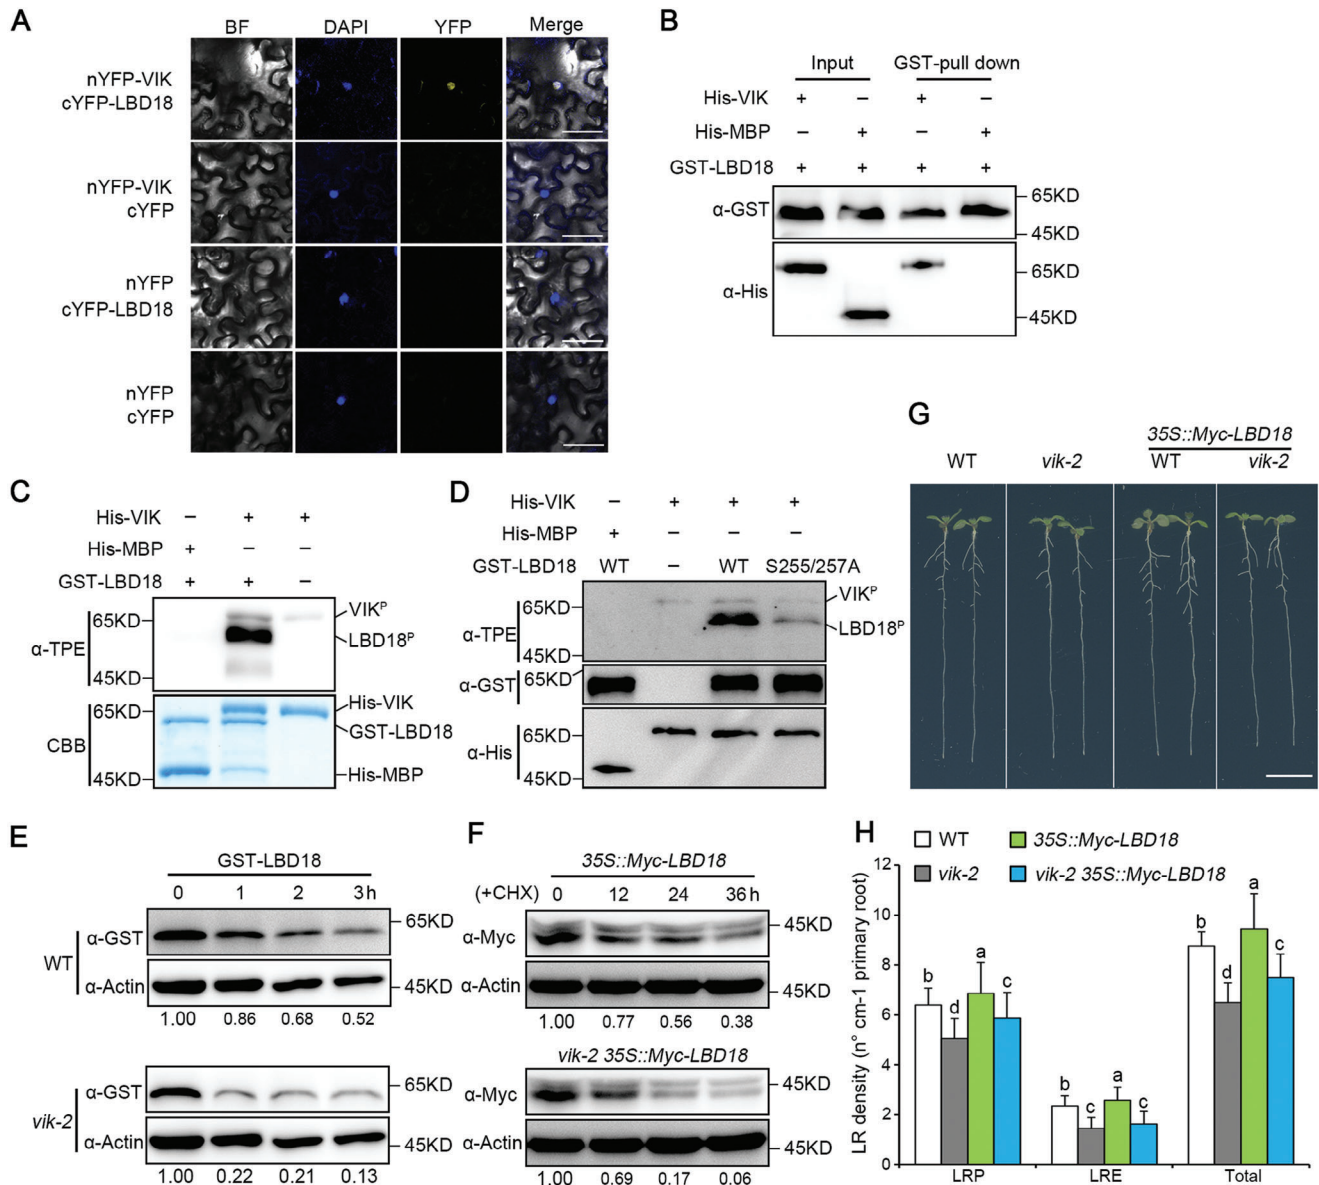 A
BF DAPI YFP Merge
nYFP-VIK
cYFP-LBD18
nYFP-VIK
cYFP
nYFP
cYFP-LBD18
nYFP
cYFP
B
Input GST-pull down
His-VIK + – + –
His-MBP – + – +
GST-LBD18 + + + +
α-GST
65KD
45KD
α-His
65KD
45KD
C
His-VIK – + +
His-MBP + – –
GST-LBD18 + + –
α-TPE
65KD
45KD
VIKᴾ
LBD18ᴾ
CBB
65KD
45KD
His-VIK
GST-LBD18
His-MBP
D
His-VIK – + + +
His-MBP + – – –
GST-LBD18 WT – WT S255/257A
α-TPE
65KD
45KD
VIKᴾ
LBD18ᴾ
α-GST
65KD
α-His
65KD
45KD
E
GST-LBD18
0 1 2 3h
WT
α-GST
65KD
α-Actin
45KD
1.00 0.86 0.68 0.52
vik-2
α-GST
65KD
α-Actin
45KD
1.00 0.22 0.21 0.13
F
35S::Myc-LBD18
(+CHX) 0 12 24 36h
α-Myc
45KD
α-Actin
45KD
1.00 0.77 0.56 0.38
vik-2 35S::Myc-LBD18
α-Myc
45KD
α-Actin
45KD
1.00 0.69 0.17 0.06
G
35S::Myc-LBD18
WT vik-2 WT vik-2
H
WT 35S::Myc-LBD18
vik-2 vik-2 35S::Myc-LBD18
LR density (n° cm-1 primary root)
12
10
8
6
4
2
0
b d a c
b c a c
b d a c
LRP LRE Total